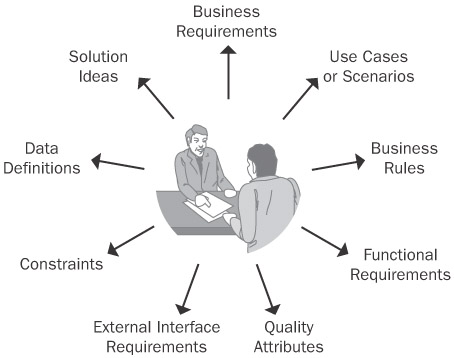 Business
Requirements
Use Cases
or Scenarios
Business
Rules
Functional
Requirements
Quality
Attributes
External Interface
Requirements
Constraints
Data
Definitions
Solution
Ideas